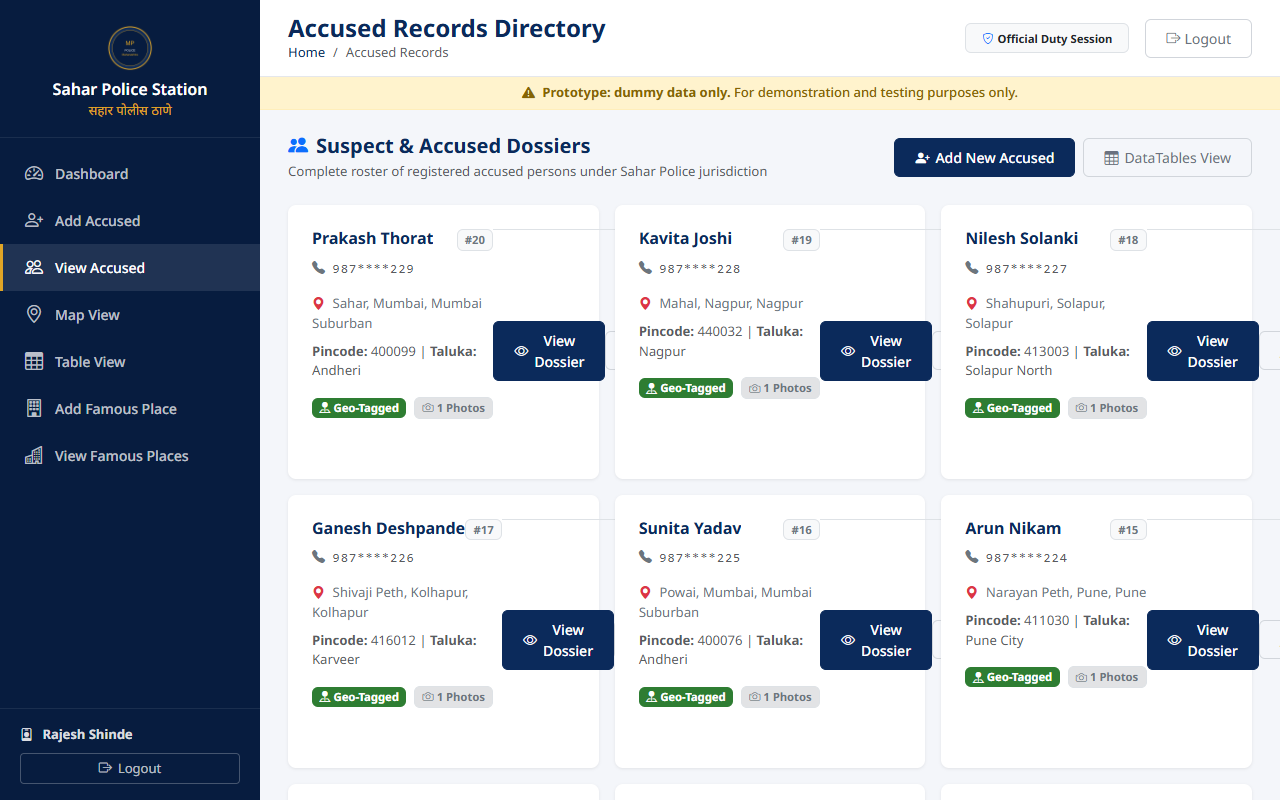 Sahar Police Station
सहार पोलीस ठाणे
Dashboard
Add Accused
View Accused
Map View
Table View
Add Famous Place
View Famous Places
Rajesh Shinde
Logout
Accused Records Directory
Home / Accused Records
Official Duty Session
Logout
Prototype: dummy data only. For demonstration and testing purposes only.
Suspect & Accused Dossiers
Complete roster of registered accused persons under Sahar Police jurisdiction
Add New Accused
DataTables View
Prakash Thorat #20
987****229
Sahar, Mumbai, Mumbai
Suburban
Pincode: 400099 | Taluka:
Andheri
Geo-Tagged 1 Photos
View
Dossier
Kavita Joshi #19
987****228
Mahal, Nagpur, Nagpur
Pincode: 440032 | Taluka:
Nagpur
Geo-Tagged 1 Photos
View
Dossier
Nilesh Solanki #18
987****227
Shahupuri, Solapur,
Solapur
Pincode: 413003 | Taluka:
Solapur North
Geo-Tagged 1 Photos
View
Dossier
Ganesh Deshpande #17
987****226
Shivaji Peth, Kolhapur,
Kolhapur
Pincode: 416012 | Taluka:
Karveer
Geo-Tagged 1 Photos
View
Dossier
Sunita Yadav #16
987****225
Powai, Mumbai, Mumbai
Suburban
Pincode: 400076 | Taluka:
Andheri
Geo-Tagged 1 Photos
View
Dossier
Arun Nikam #15
987****224
Narayan Peth, Pune, Pune
Pincode: 411030 | Taluka:
Pune City
Geo-Tagged 1 Photos
View
Dossier